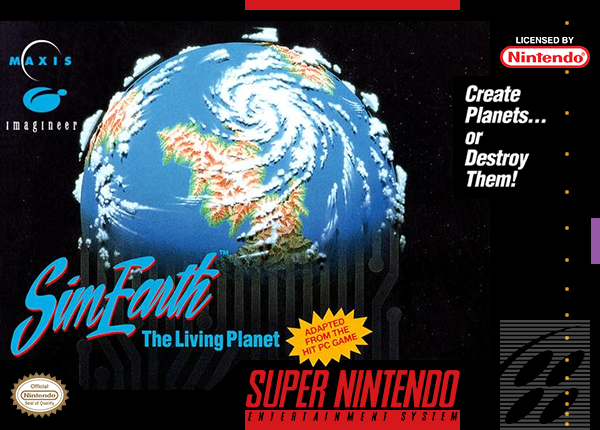 MAXIS
imagineer
LICENSED BY
Nintendo®
Create
Planets...
or
Destroy
Them!
SimEarth™
The Living Planet
ADAPTED
FROM THE
HIT PC GAME
Official
Nintendo
Seal of Quality
SUPER NINTENDO
ENTERTAINMENT SYSTEM